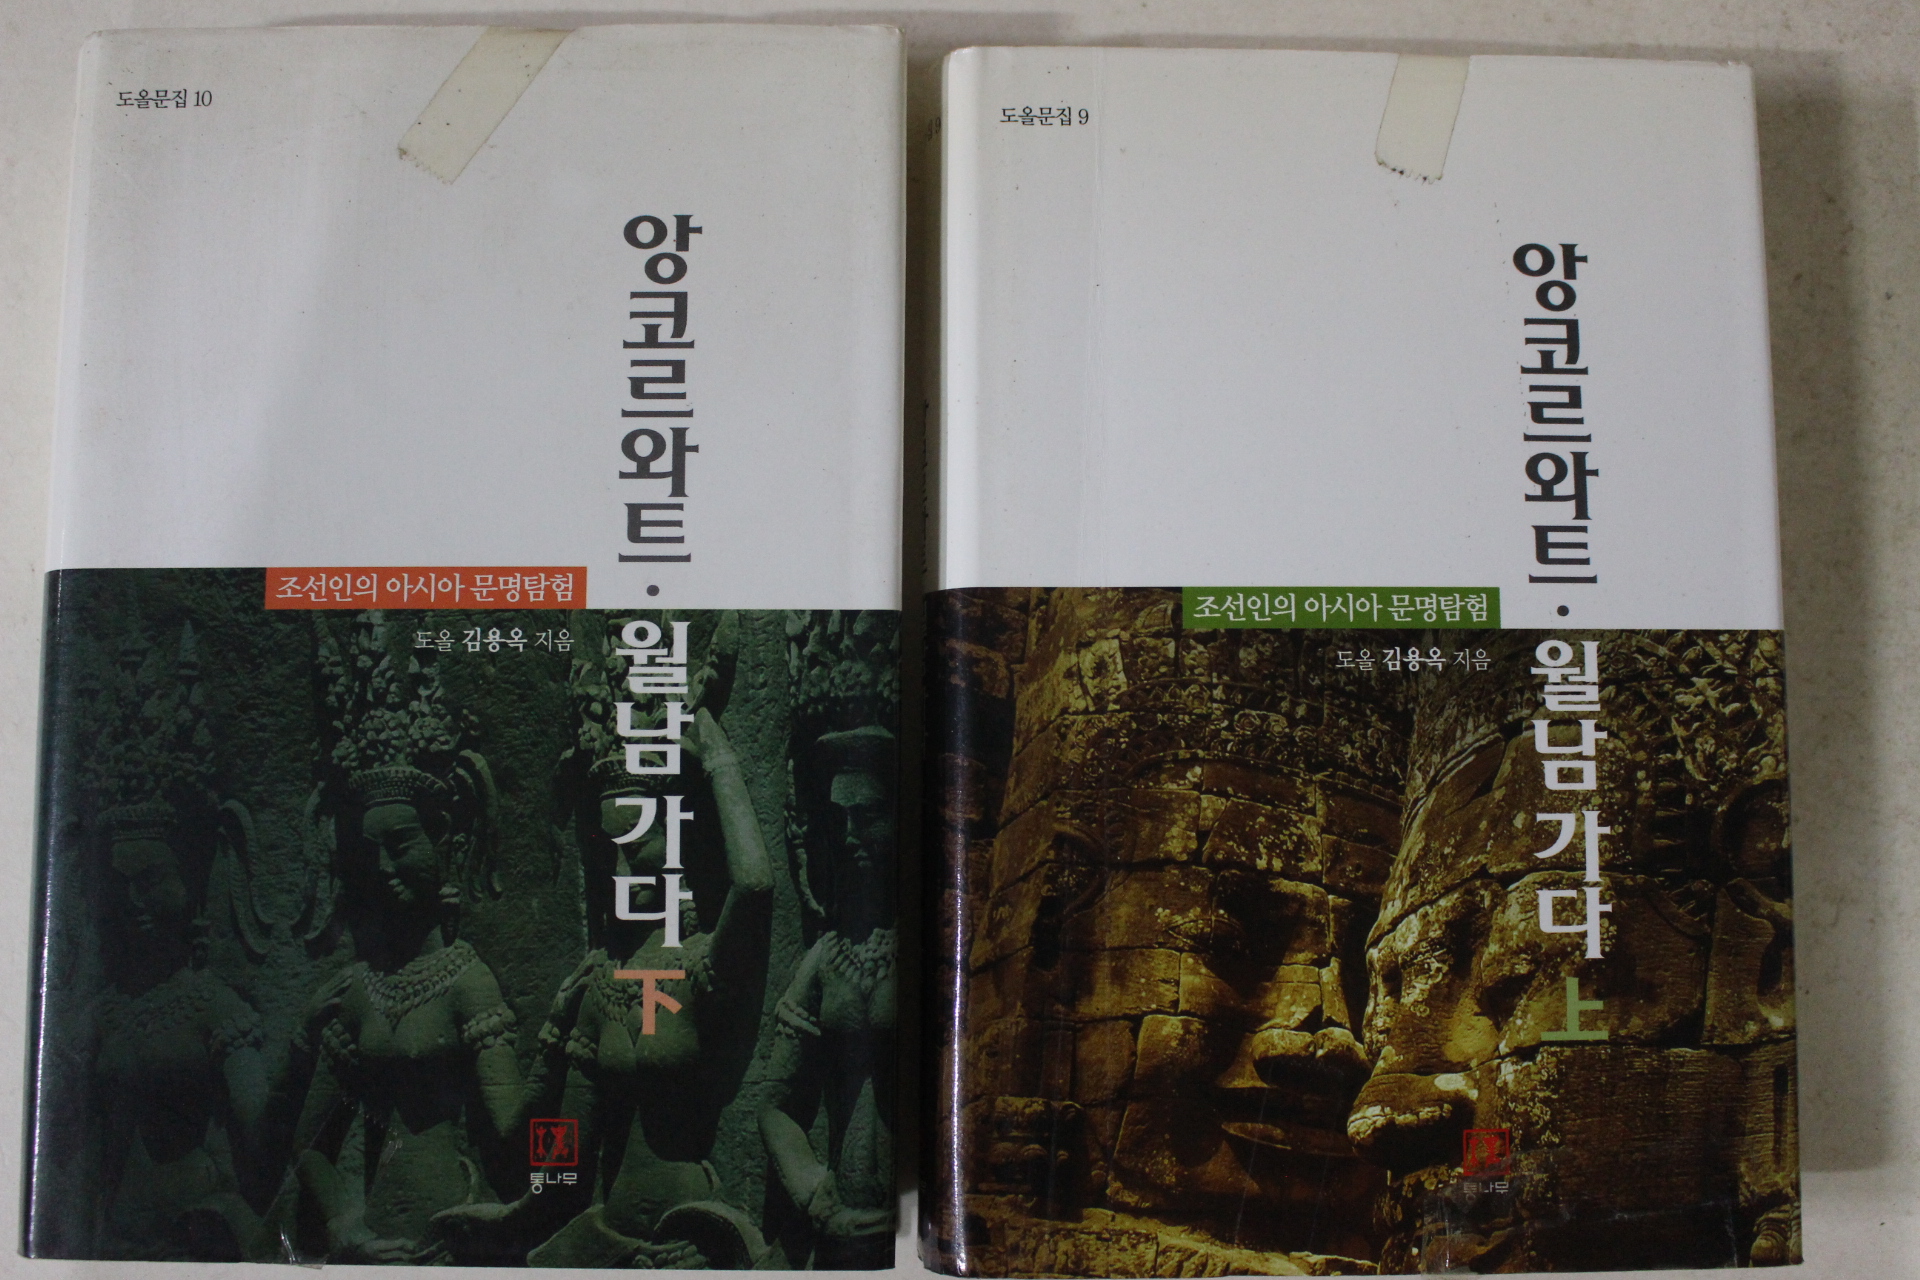 도올문집 10
앙코르와트·월남 가다 下
조선인의 아시아 문명탐험
도올 김용옥 지음
통나무
도올문집 9
앙코르와트·월남 가다 上
조선인의 아시아 문명탐험
도올 김용옥 지음
통나무